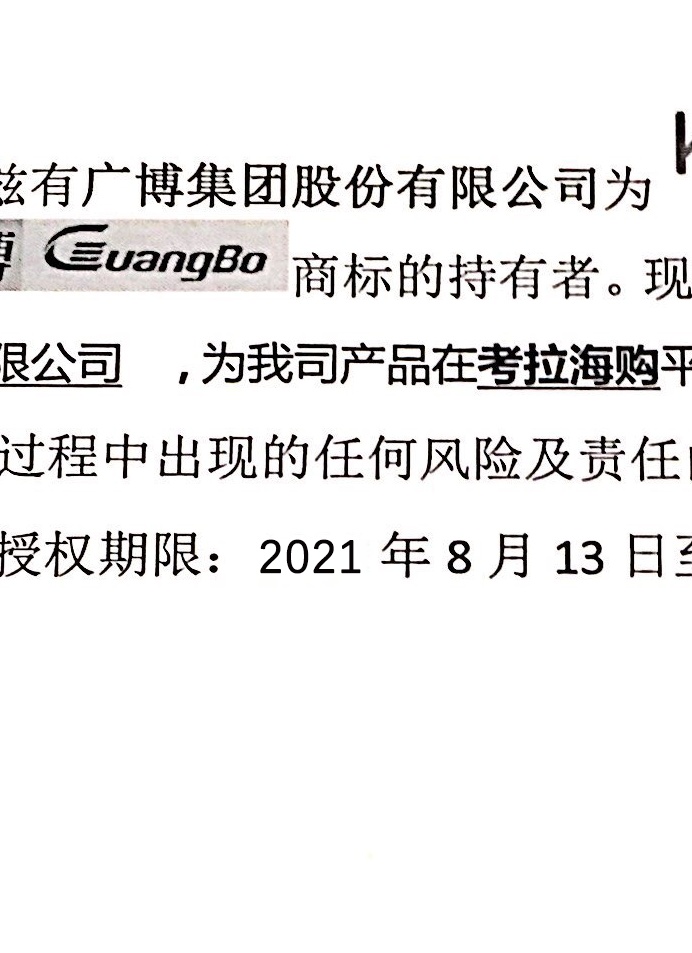 兹有广博集团股份有限公司为
博 GuangBo 商标的持有者。现
限公司 ,为我司产品在考拉海购平
过程中出现的任何风险及责任
授权期限：2021 年 8 月 13 日至